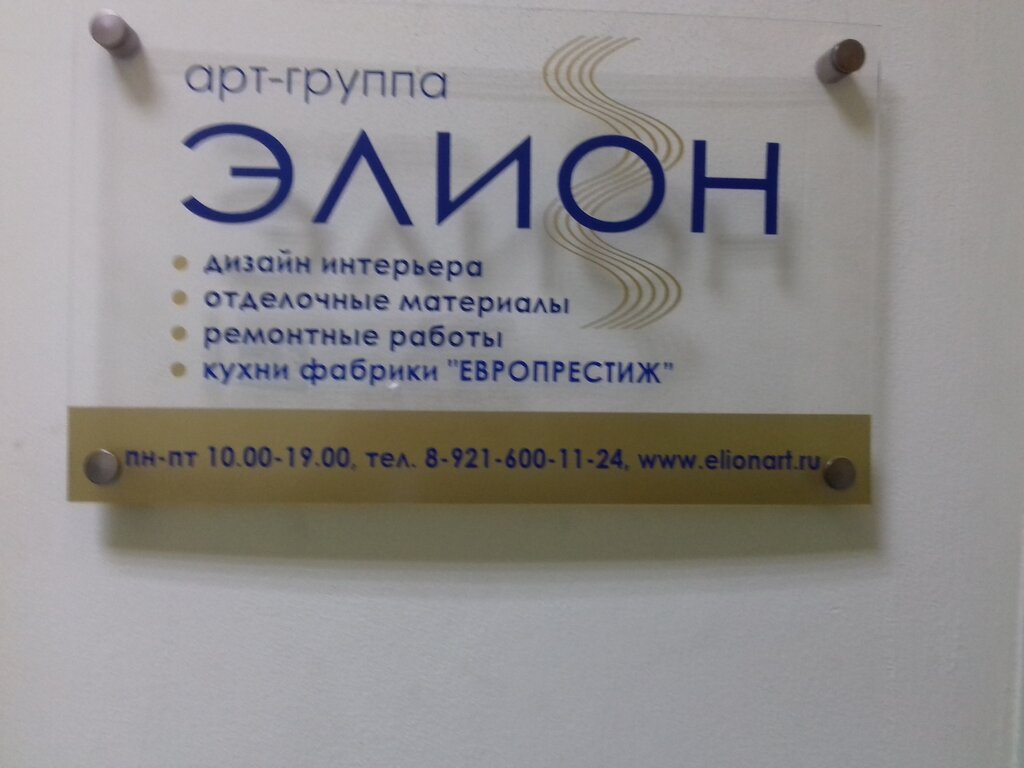 арт-группа
ЭЛИОН
• дизайн интерьера
• отделочные материалы
• ремонтные работы
• кухни фабрики "ЕВРОПРЕСТИЖ"
пн-пт 10.00-19.00, тел. 8-921-600-11-24, www.elionart.ru